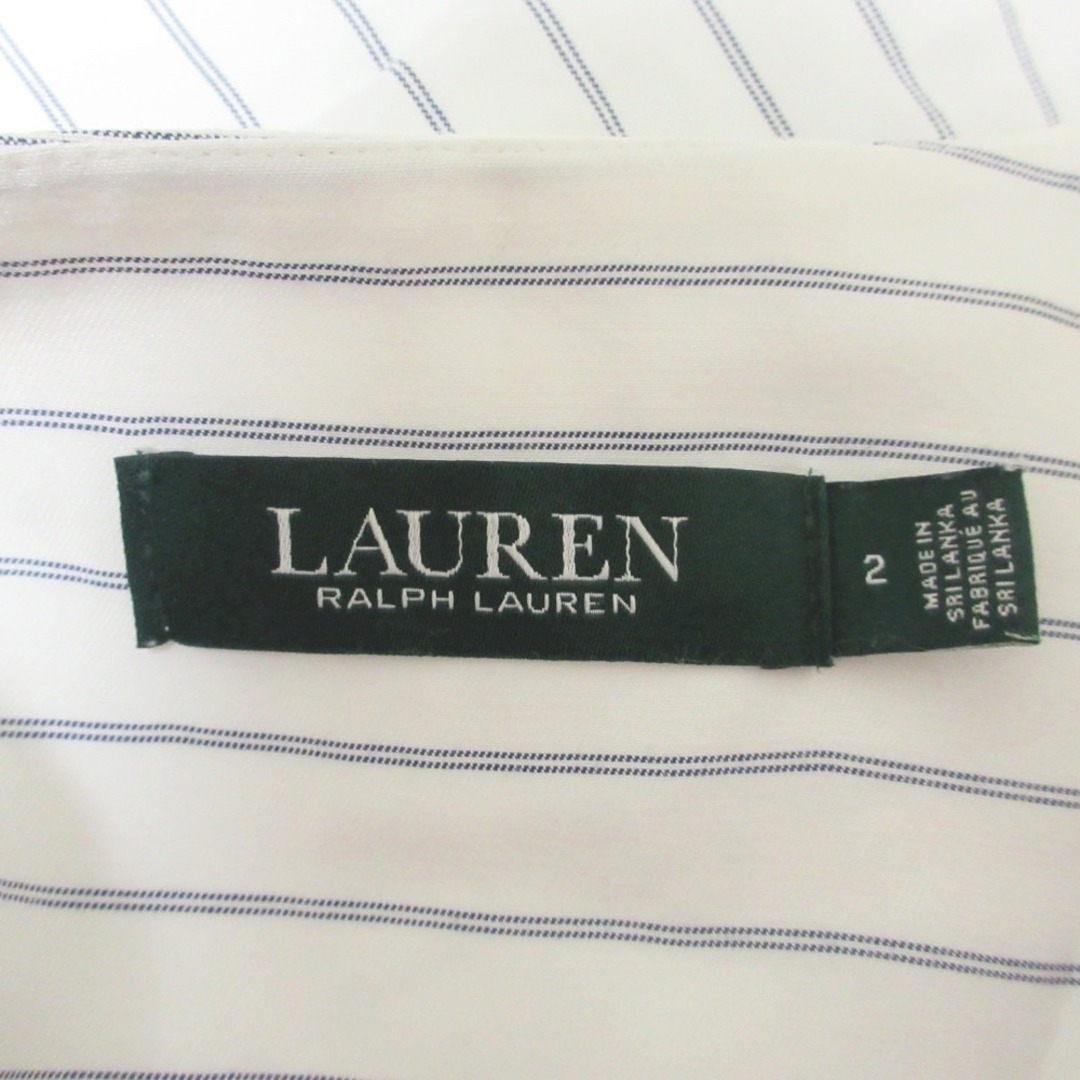 LAUREN
RALPH LAUREN
2
MADE IN
SRI LANKA
FABRIQUÉ AU
SRI LANKA